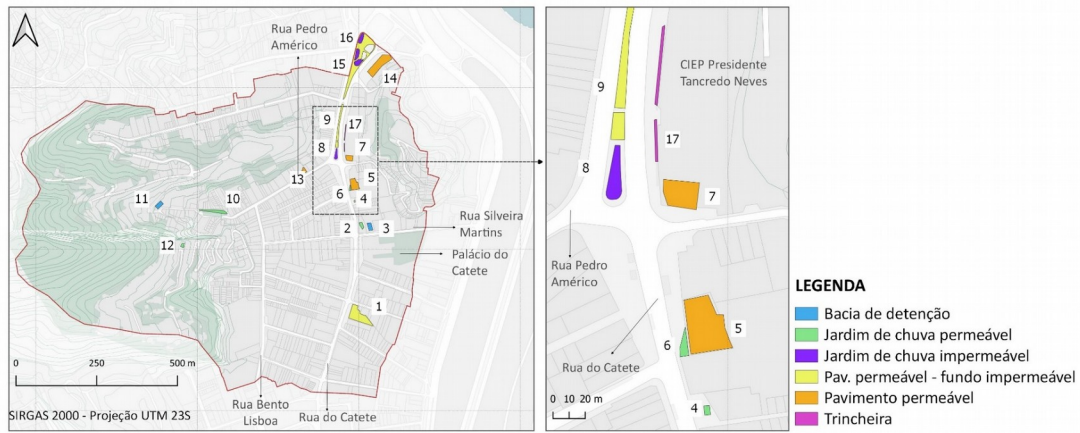 Rua Pedro
Américo
16
15
14
9
17
8
7
13
5
6
4
11
10
12
2
3
Rua Silveira
Martins
Palácio do
Catete
1
0 250 500 m
SIRGAS 2000 - Projeção UTM 23S
Rua Bento
Lisboa
Rua do Catete
CIEP Presidente
Tancredo Neves
9
17
8
7
Rua Pedro
Américo
5
6
Rua do Catete
4
0 10 20 m
LEGENDA
Bacia de detenção
Jardim de chuva permeável
Jardim de chuva impermeável
Pav. permeável - fundo impermeável
Pavimento permeável
Trincheira